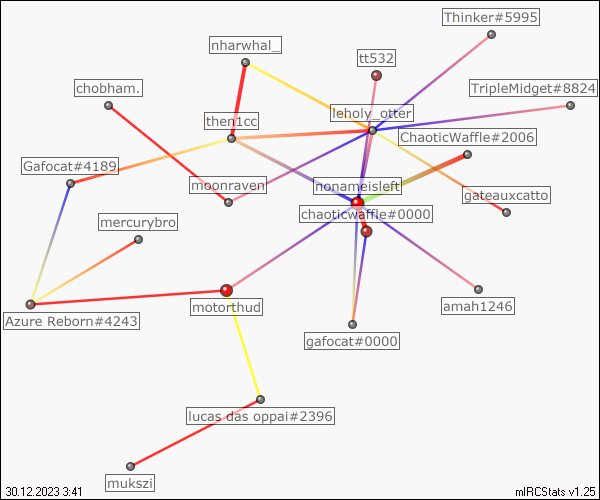 Thinker#5995
nharwhal_
tt532
chobham.
TripleMidget#8824
leholy_otter
then1cc
ChaoticWaffle#2006
Gafocat#4189
moonraven
nonameisleft
gateauxcatto
chaoticwaffle#0000
mercurybro
motorthud
amah1246
Azure Reborn#4243
gafocat#0000
lucas das oppai#2396
mukszi
30.12.2023 3:41
mIRCStats v1.25